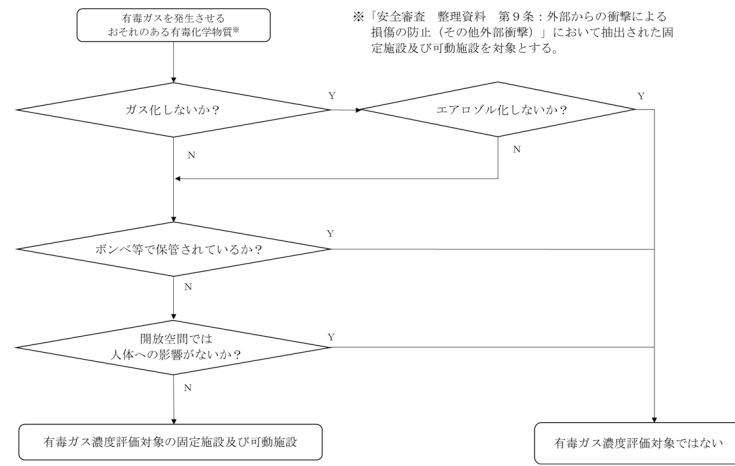 有毒ガスを発生させる
おそれのある有毒化学物質※
※「安全審査　整理資料　第９条：外部からの衝撃による
損傷の防止（その他外部衝撃）」において抽出された固
定施設及び可動施設を対象とする。
ガス化しないか？
Y
エアロゾル化しないか？
Y
N
N
ボンベ等で保管されているか？
Y
N
開放空間では
人体への影響がないか？
Y
N
有毒ガス濃度評価対象の固定施設及び可動施設
有毒ガス濃度評価対象ではない